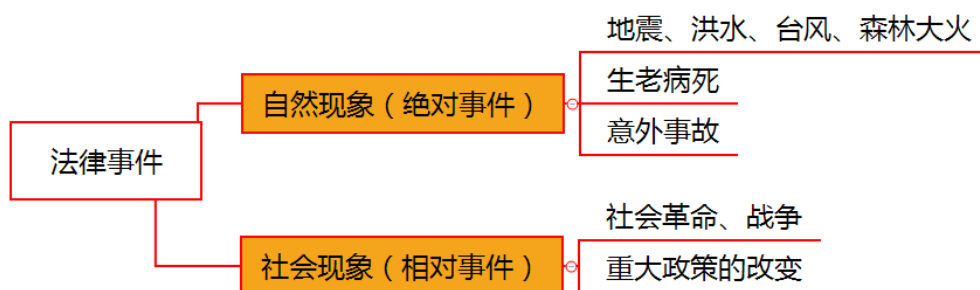 地震、洪水、台风、森林大火
自然现象（绝对事件）
生老病死
意外事故
法律事件
社会革命、战争
社会现象（相对事件）
重大政策的改变